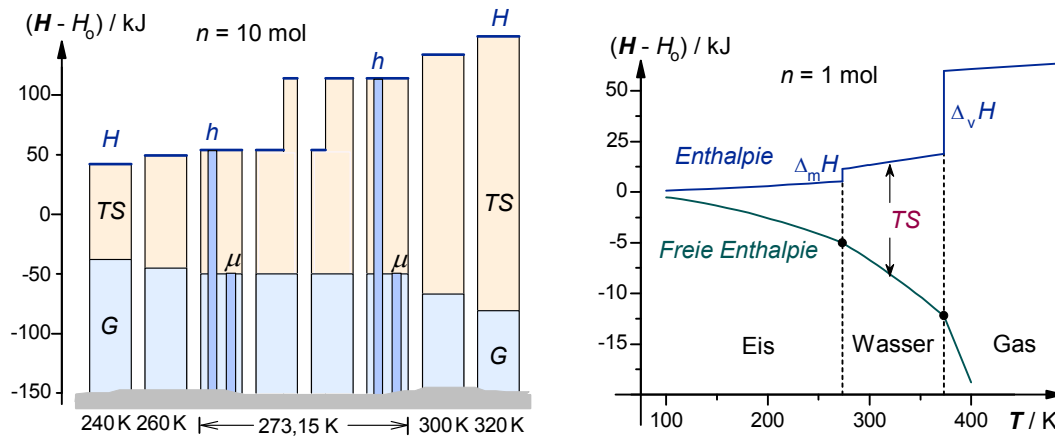 (H - Hₒ) / kJ
n = 10 mol
H
h
H
h
100
50
0
-50
-100
-150
TS
G
μ
μ
TS
G
240 K 260 K 273,15 K 300 K 320 K
(H - Hₒ) / kJ
n = 1 mol
50
25
0
-5
-10
-15
Enthalpie
ΔₘH
ΔᵥH
TS
Freie Enthalpie
Eis
Wasser
Gas
100 200 300 400 T / K